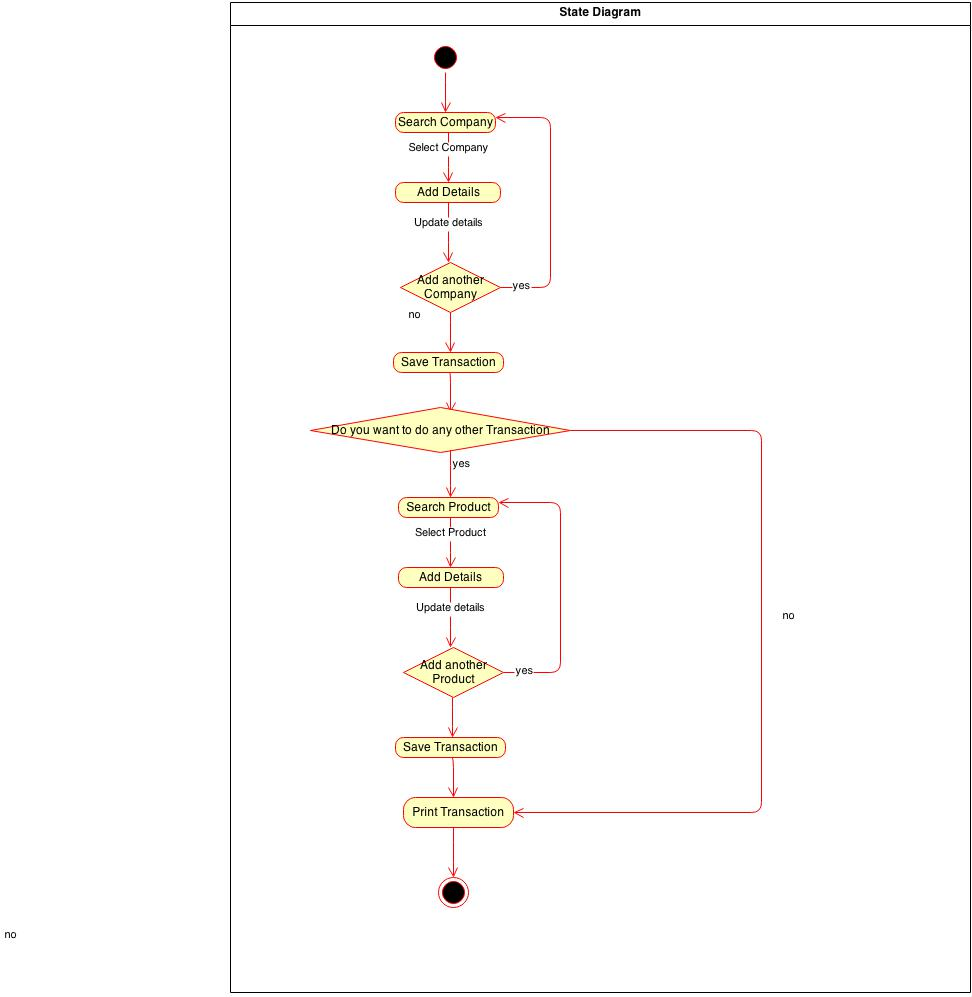 State Diagram
Search Company
Select Company
Add Details
Update details
Add another
Company
yes
no
Save Transaction
Do you want to do any other Transaction
yes
Search Product
Select Product
Add Details
Update details
no
Add another
Product
yes
Save Transaction
Print Transaction
no